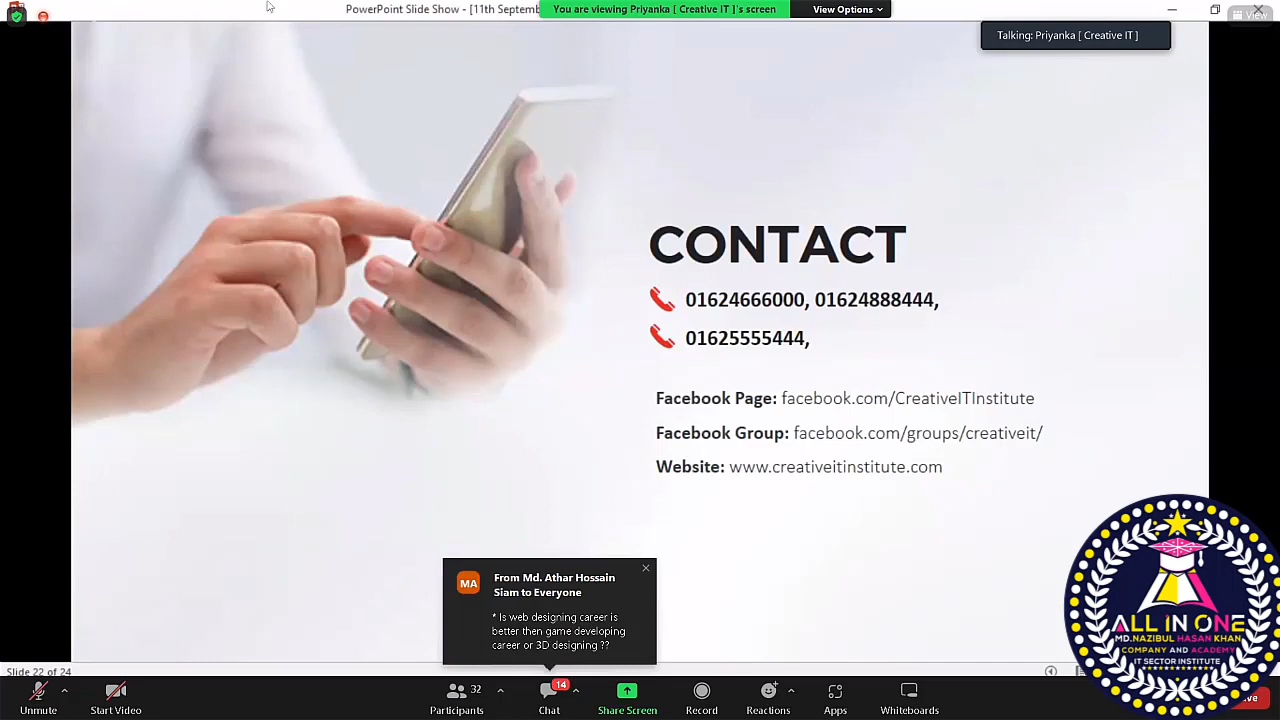 PowerPoint Slide Show - [11th Septemb
You are viewing Priyanka [ Creative IT ]'s screen
View Options
View
Talking: Priyanka [ Creative IT ]
CONTACT
01624666000, 01624888444,
01625555444,
Facebook Page: facebook.com/CreativeITInstitute
Facebook Group: facebook.com/groups/creativeit/
Website: www.creativeitinstitute.com
MA
From Md. Athar Hossain
Siam to Everyone
* Is web designing career is
better then game developing
career or 3D designing ??
ALL IN ONE
MD.NAZIBUL HASAN KHAN
COMPANY AND ACADEMY
IT SECTOR INSTITUTE
Slide 22 of 24
Unmute
Start Video
32
Participants
14
Chat
Share Screen
Record
Reactions
Apps
Whiteboards